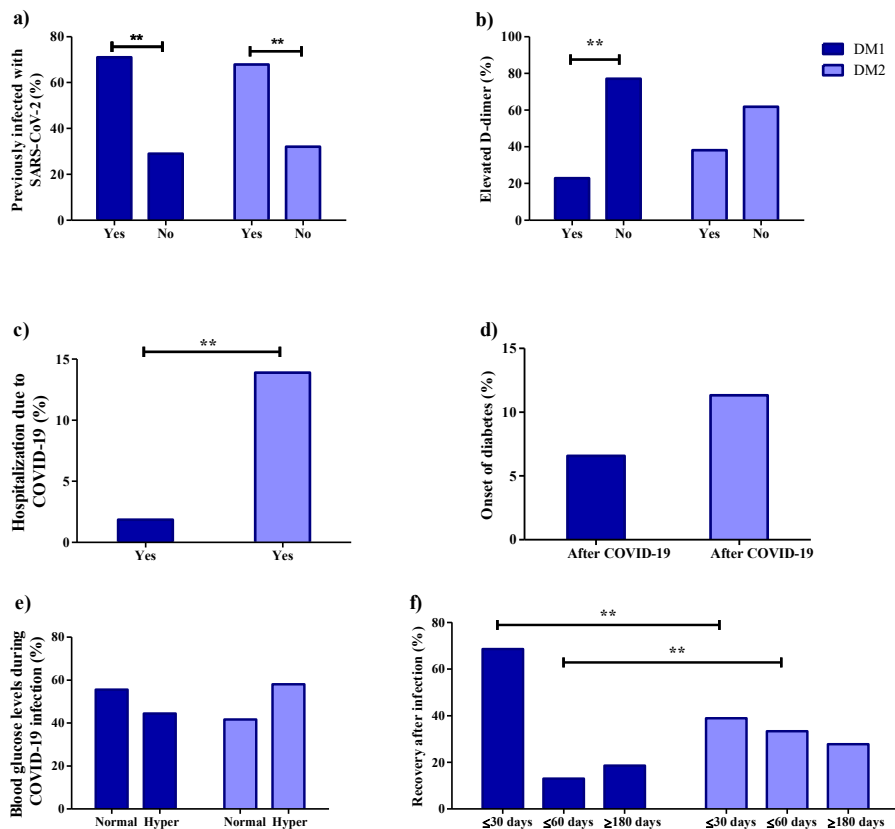 a)
Previously infected with
SARS-CoV-2 (%)
80
60
40
20
0
**
**
Yes No Yes No
b)
Elevated D-dimer (%)
100
80
60
40
20
0
**
Yes No Yes No
DM1
DM2
c)
Hospitalization due to
COVID-19 (%)
15
10
5
0
**
Yes Yes
d)
Onset of diabetes (%)
15
10
5
0
After COVID-19 After COVID-19
e)
Blood glucose levels during
COVID-19 infection (%)
80
60
40
20
0
Normal Hyper Normal Hyper
f)
Recovery after infection (%)
80
60
40
20
0
**
**
≤30 days ≤60 days ≥180 days ≤30 days ≤60 days ≥180 days